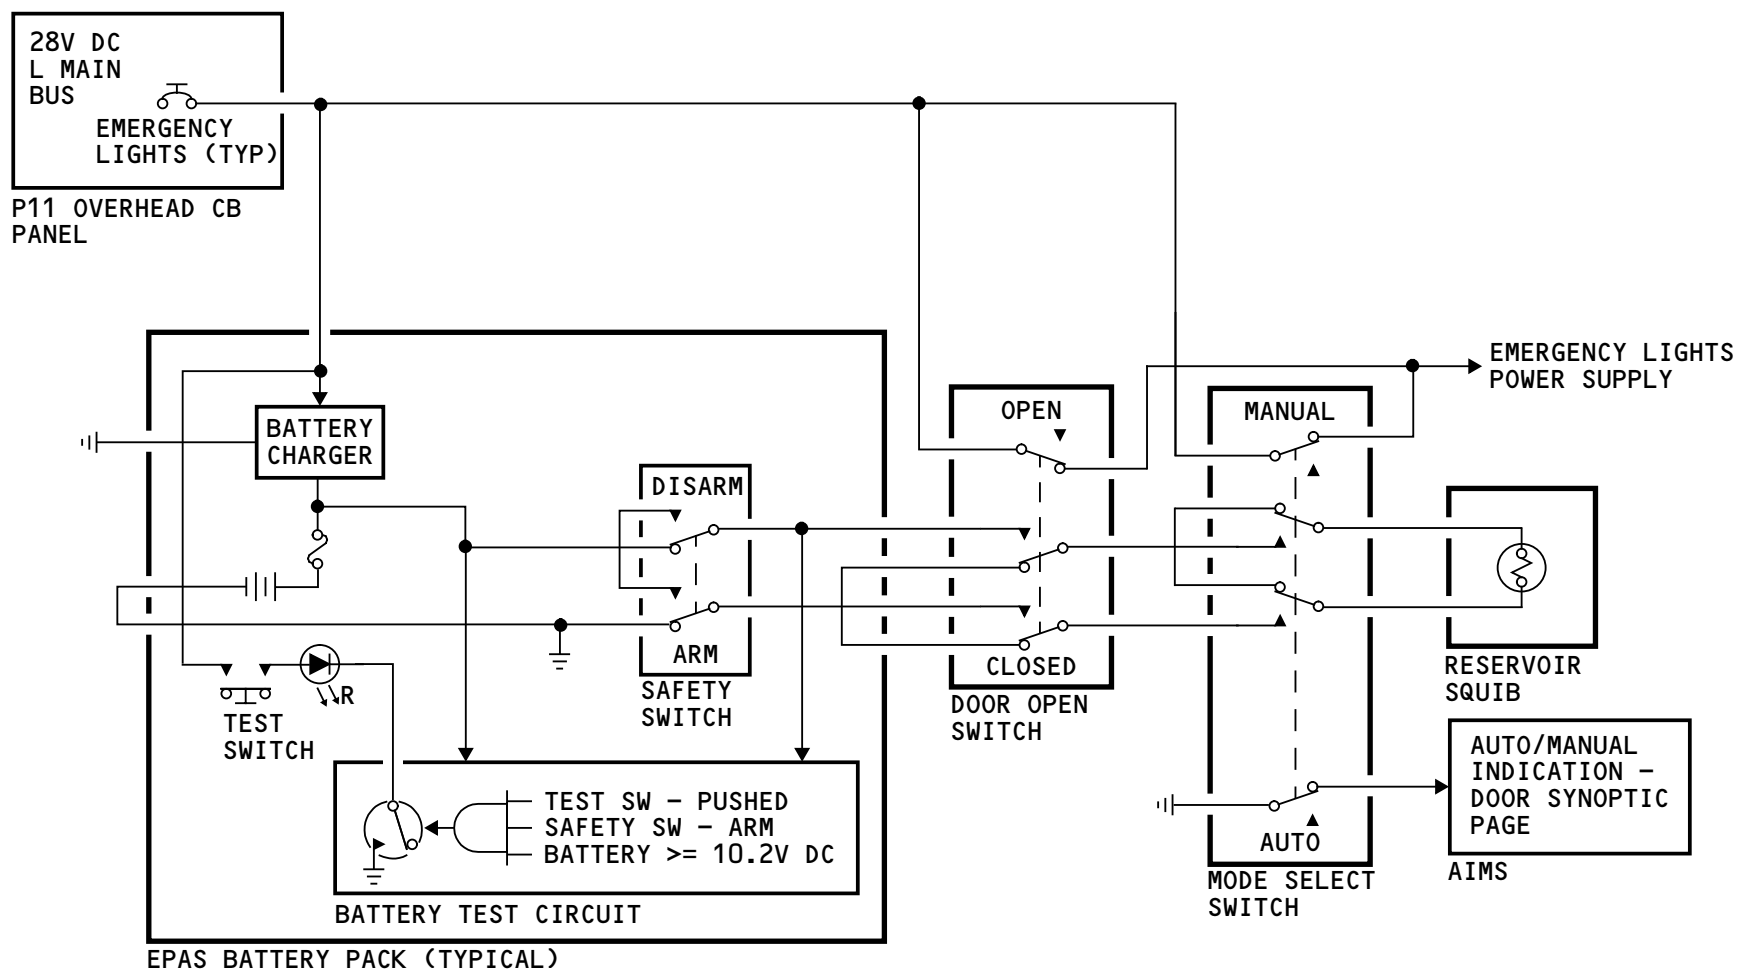 28V DC
L MAIN
BUS
EMERGENCY
LIGHTS (TYP)
P11 OVERHEAD CB
PANEL
EMERGENCY LIGHTS
POWER SUPPLY
BATTERY
CHARGER
DISARM
ARM
SAFETY
SWITCH
OPEN
CLOSED
DOOR OPEN
SWITCH
MANUAL
AUTO
MODE SELECT
SWITCH
RESERVOIR
SQUIB
AUTO/MANUAL
INDICATION –
DOOR SYNOPTIC
PAGE
AIMS
R
TEST
SWITCH
TEST SW – PUSHED
SAFETY SW – ARM
BATTERY >= 10.2V DC
BATTERY TEST CIRCUIT
EPAS BATTERY PACK (TYPICAL)